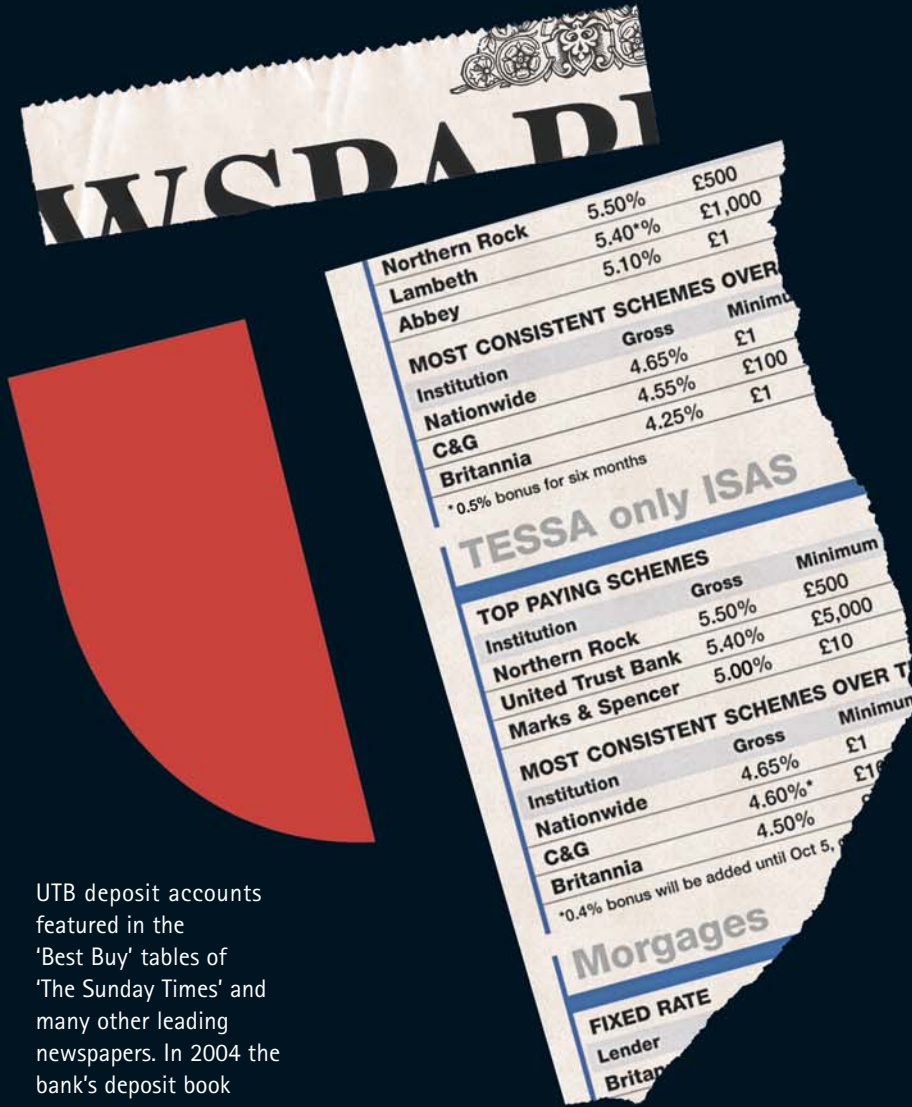 Northern Rock 5.50% £500
Lambeth 5.40*% £1,000
Abbey 5.10% £1
MOST CONSISTENT SCHEMES OVER
Institution Gross
Nationwide 4.65% £1
C&G 4.55% £100
Britannia 4.25% £1
*0.5% bonus for six months
TESSA only ISAS
TOP PAYING SCHEMES
Institution Gross Minimum
Northern Rock 5.50% £500
United Trust Bank 5.40% £5,000
Marks & Spencer 5.00% £10
MOST CONSISTENT SCHEMES OVER
Institution Gross
Nationwide 4.65% £1
C&G 4.60%*
Britannia 4.50%
*0.4% bonus will be added until Oct 5,
Morgages
FIXED RATE
Lender
UTB deposit accounts
featured in the
'Best Buy' tables of
'The Sunday Times' and
many other leading
newspapers. In 2004 the
bank's deposit book